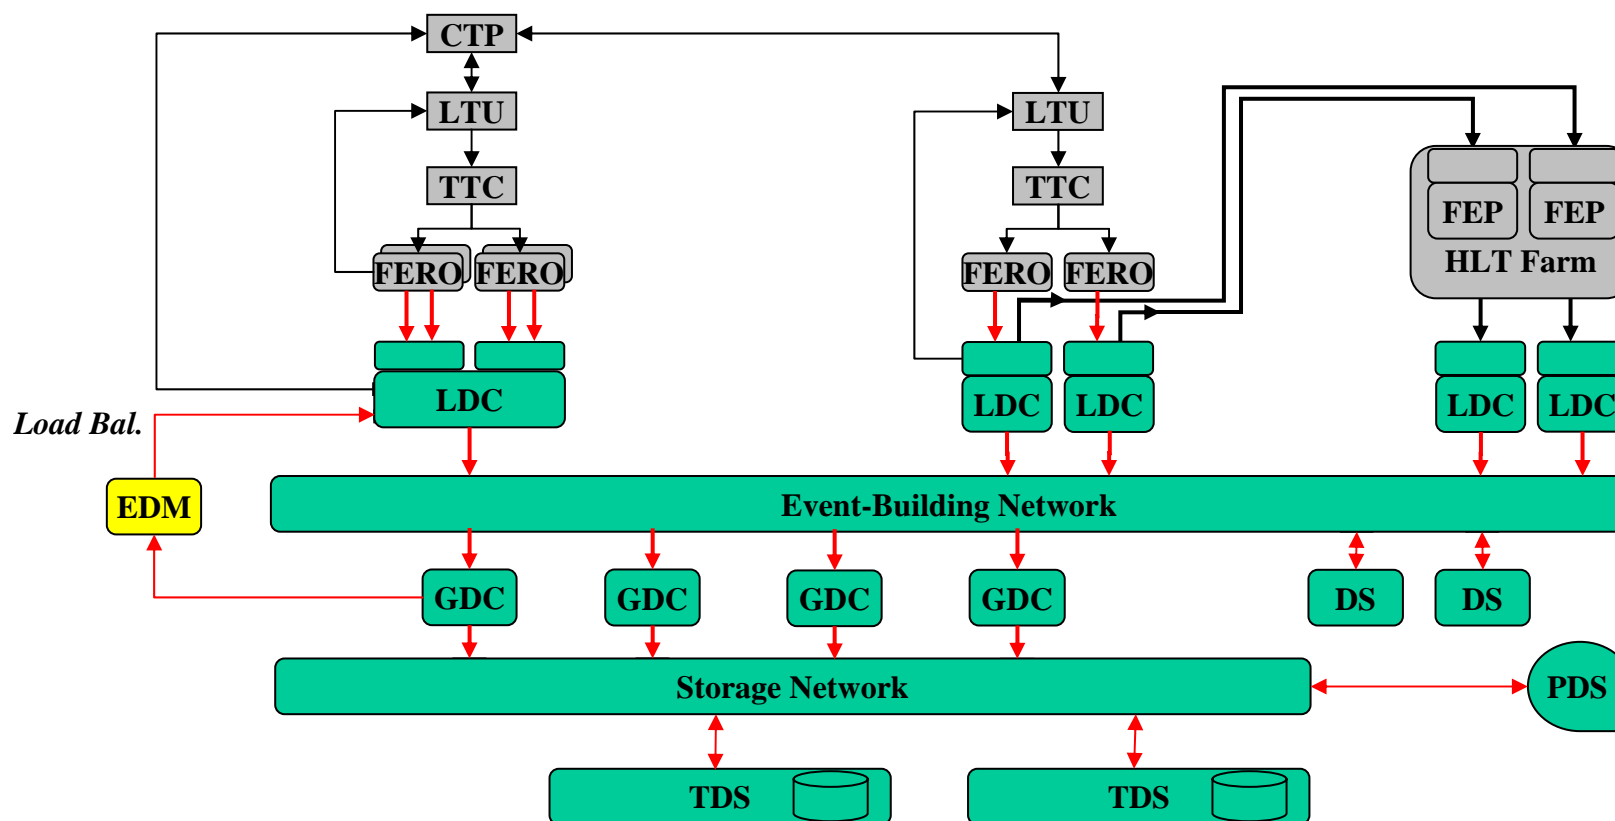 CTP
LTU LTU
TTC TTC
FEP FEP
HLT Farm
FERO FERO FERO FERO
LDC LDC LDC LDC LDC
Load Bal.
EDM
Event-Building Network
GDC GDC GDC GDC DS DS
Storage Network
PDS
TDS TDS